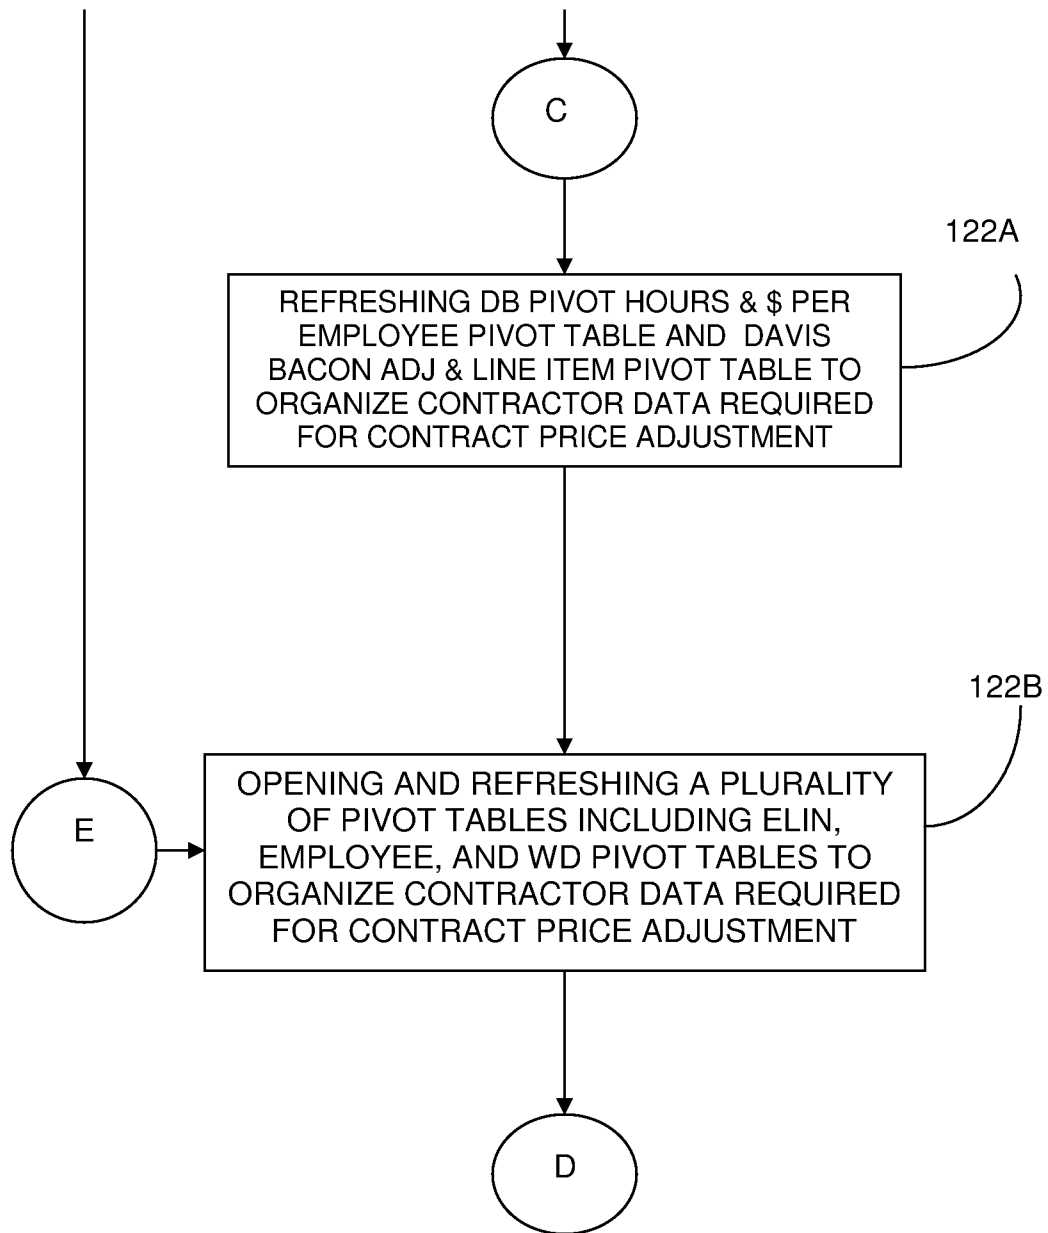 C
122A
REFRESHING DB PIVOT HOURS & $ PER
EMPLOYEE PIVOT TABLE AND DAVIS
BACON ADJ & LINE ITEM PIVOT TABLE TO
ORGANIZE CONTRACTOR DATA REQUIRED
FOR CONTRACT PRICE ADJUSTMENT
122B
OPENING AND REFRESHING A PLURALITY
OF PIVOT TABLES INCLUDING ELIN,
EMPLOYEE, AND WD PIVOT TABLES TO
ORGANIZE CONTRACTOR DATA REQUIRED
FOR CONTRACT PRICE ADJUSTMENT
E
D